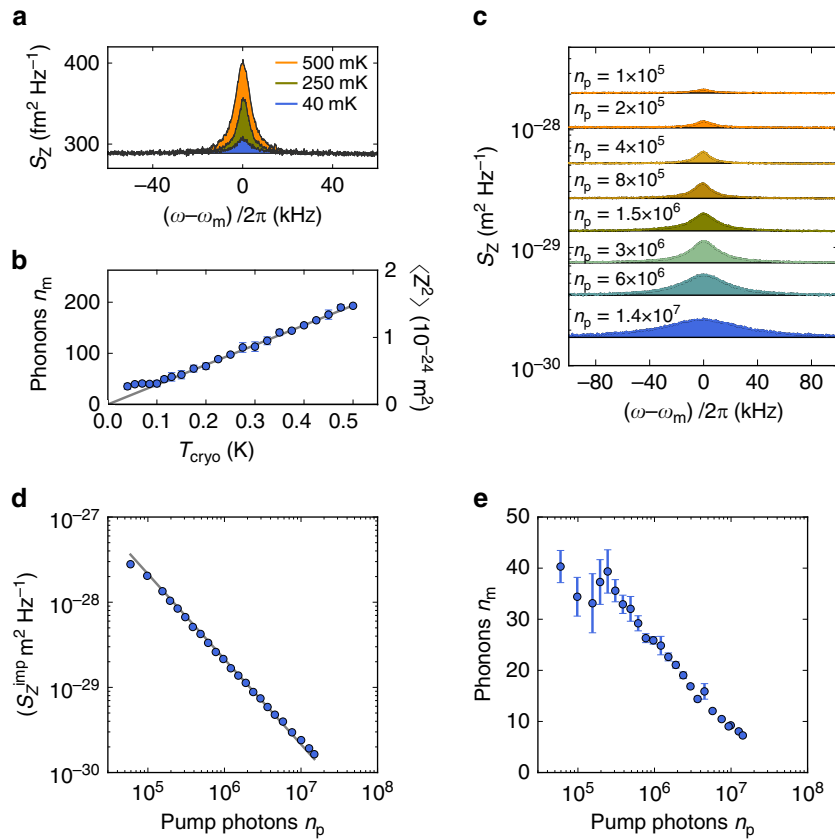 a
S_Z (fm² Hz⁻¹)
400
300
500 mK
250 mK
40 mK
−40 0 40
(ω−ω_m) /2π (kHz)
b
Phonons n_m
200
150
100
50
0
0.0 0.1 0.2 0.3 0.4 0.5
T_cryo (K)
2
1
0
⟨Z²⟩ (10⁻²⁴ m²)
c
S_Z (m² Hz⁻¹)
10⁻²⁸
10⁻²⁹
10⁻³⁰
n_p = 1×10⁵
n_p = 2×10⁵
n_p = 4×10⁵
n_p = 8×10⁵
n_p = 1.5×10⁶
n_p = 3×10⁶
n_p = 6×10⁶
n_p = 1.4×10⁷
−80 −40 0 40 80
(ω−ω_m) /2π (kHz)
d
(S_Z^imp m² Hz⁻¹)
10⁻²⁷
10⁻²⁸
10⁻²⁹
10⁻³⁰
10⁵ 10⁶ 10⁷ 10⁸
Pump photons n_p
e
Phonons n_m
50
40
30
20
10
0
10⁵ 10⁶ 10⁷ 10⁸
Pump photons n_p